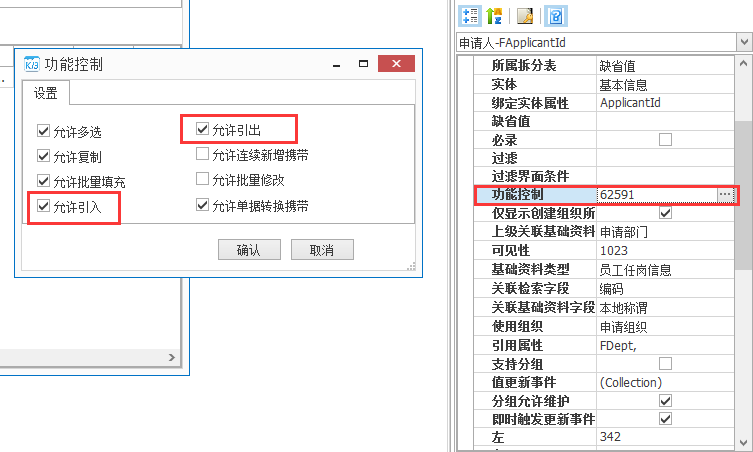 K/3 功能控制
设置
允许多选
允许复制
允许批量填充
允许引入
允许引出
允许连续新增携带
允许批量修改
允许单据转换携带
确认 取消
申请人-FApplicantId
所属拆分表 缺省值
实体 基本信息
绑定实体属性 ApplicantId
缺省值
必录
过滤
过滤界面条件
功能控制 62591 ...
仅显示创建组织所
上级关联基础资料 申请部门
可见性 1023
基础资料类型 员工任岗信息
关联检索字段 编码
关联基础资料字段 本地称谓
使用组织 申请组织
引用属性 FDept,
支持分组
值更新事件 (Collection)
分组允许维护
即时触发更新事件
左 342